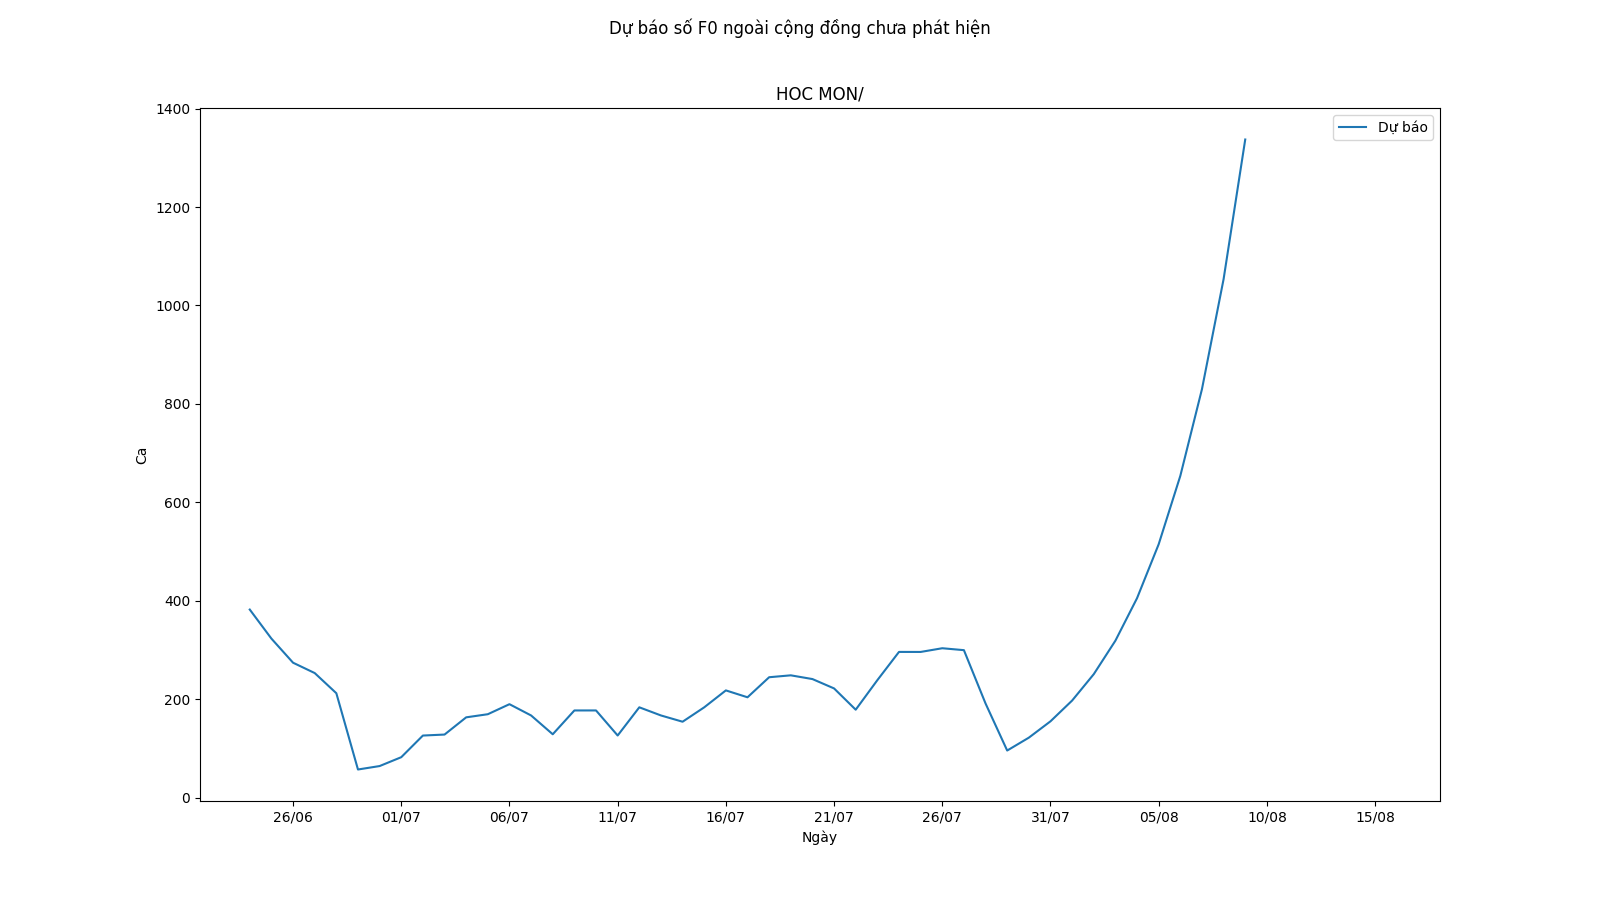 Dự báo số F0 ngoài cộng đồng chưa phát hiện
HOC MON/
Dự báo
1400
1200
1000
800
600
400
200
0
Ca
26/06 01/07 06/07 11/07 16/07 21/07 26/07 31/07 05/08 10/08 15/08
Ngày